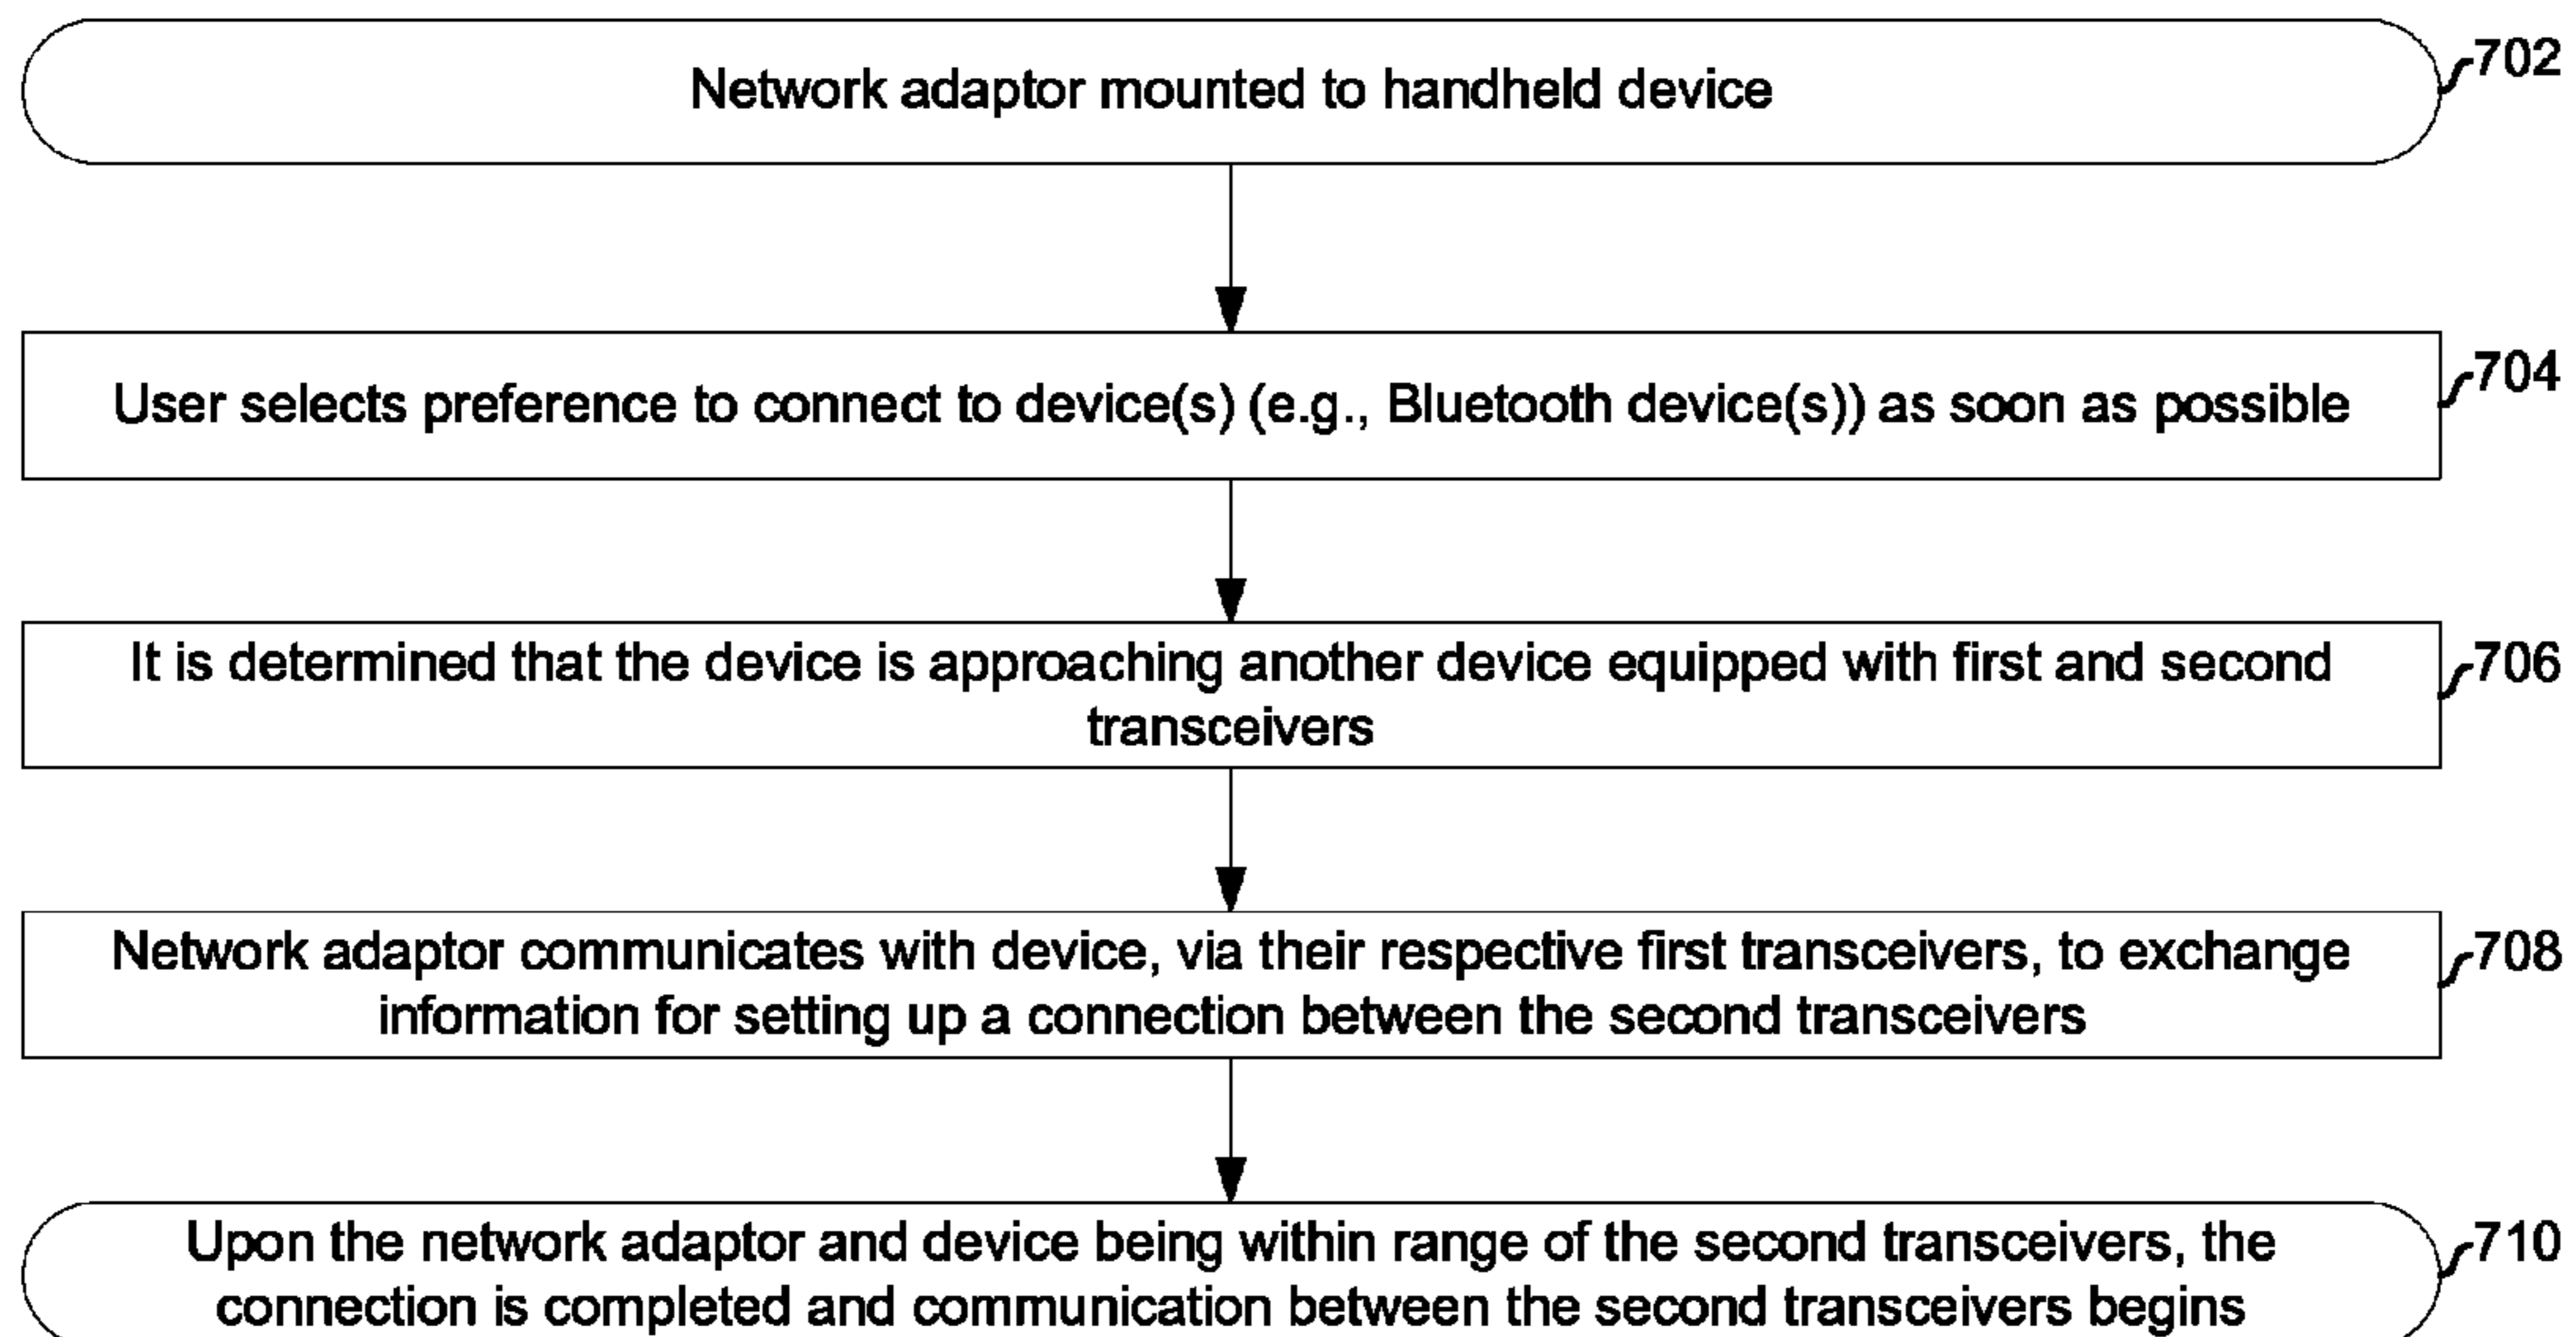 Network adaptor mounted to handheld device
702
User selects preference to connect to device(s) (e.g., Bluetooth device(s)) as soon as possible
704
It is determined that the device is approaching another device equipped with first and second
transceivers
706
Network adaptor communicates with device, via their respective first transceivers, to exchange
information for setting up a connection between the second transceivers
708
Upon the network adaptor and device being within range of the second transceivers, the
connection is completed and communication between the second transceivers begins
710